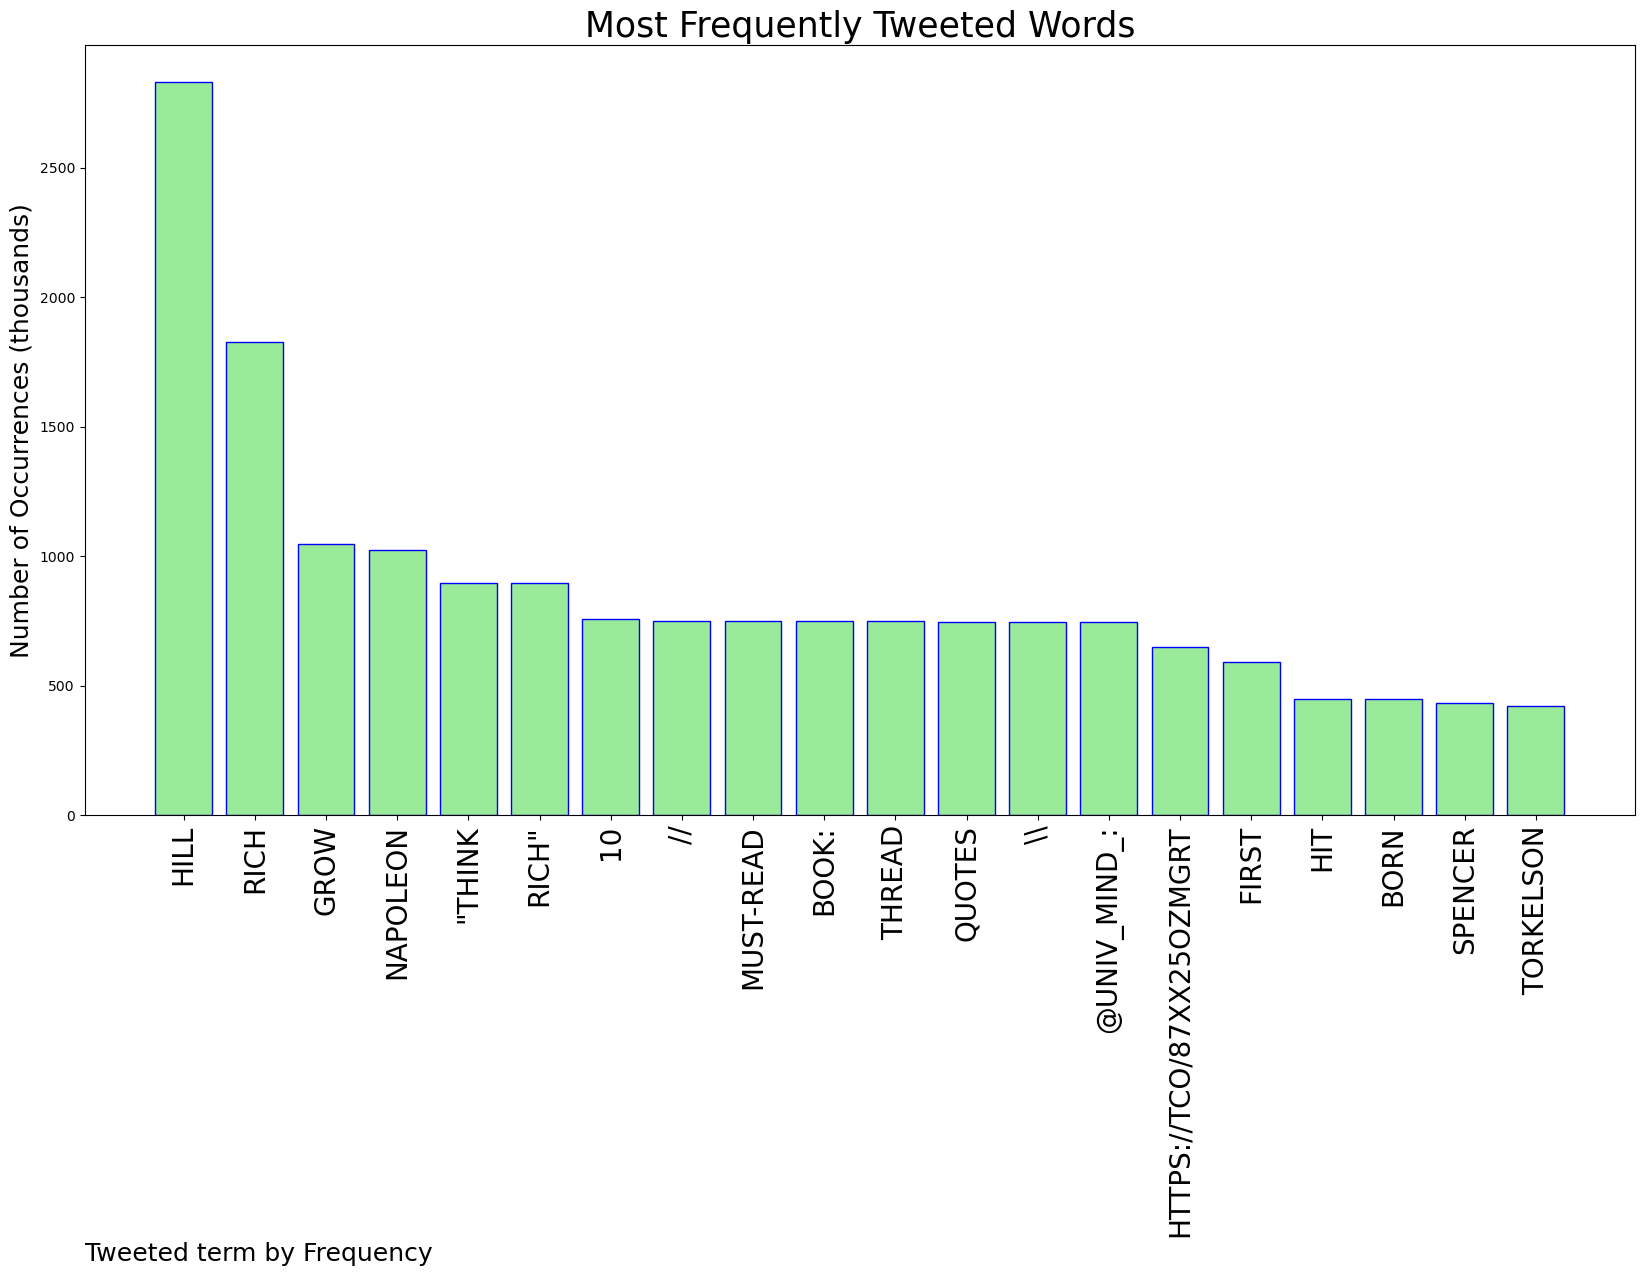 Most Frequently Tweeted Words
Number of Occurrences (thousands)
2500
2000
1500
1000
500
0
HILL
RICH
GROW
NAPOLEON
"THINK
RICH"
10
//
MUST-READ
BOOK:
THREAD
QUOTES
\\
@UNIV_MIND_:
HTTPS://TCO/87XX25OZMGRT
FIRST
HIT
BORN
SPENCER
TORKELSON
Tweeted term by Frequency